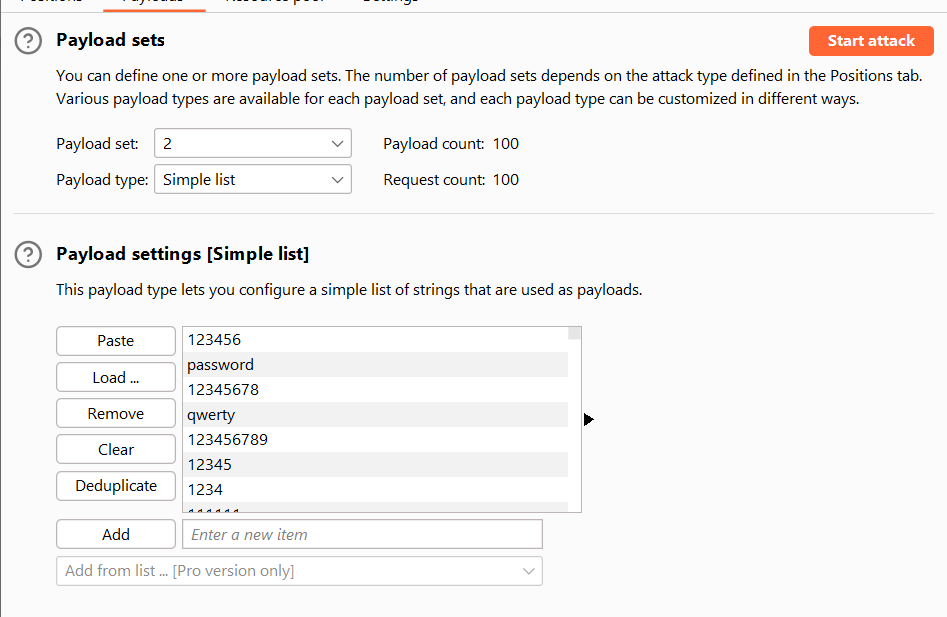 Payloads
Settings
Payload sets
Start attack
You can define one or more payload sets. The number of payload sets depends on the attack type defined in the Positions tab.
Various payload types are available for each payload set, and each payload type can be customized in different ways.
Payload set: 2 Payload count: 100
Payload type: Simple list Request count: 100
Payload settings [Simple list]
This payload type lets you configure a simple list of strings that are used as payloads.
Paste
Load ...
Remove
Clear
Deduplicate
123456
password
12345678
qwerty
123456789
12345
1234
Add
Enter a new item
Add from list ... [Pro version only]